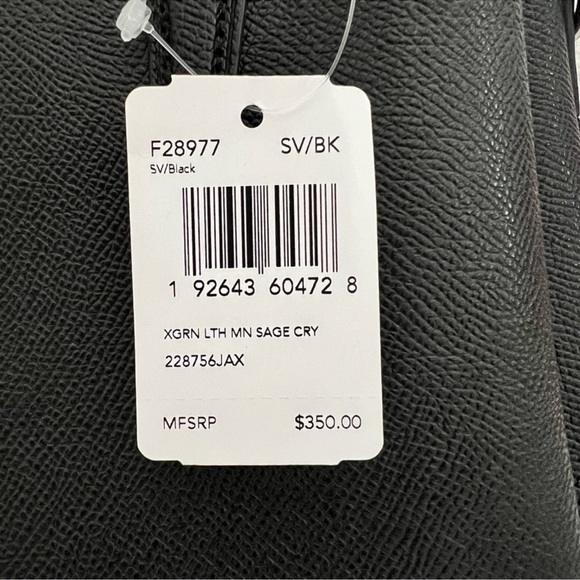 F28977 SV/BK
SV/Black
1 92643 60472 8
XGRN LTH MN SAGE CRY
228756JAX
MFSRP $350.00